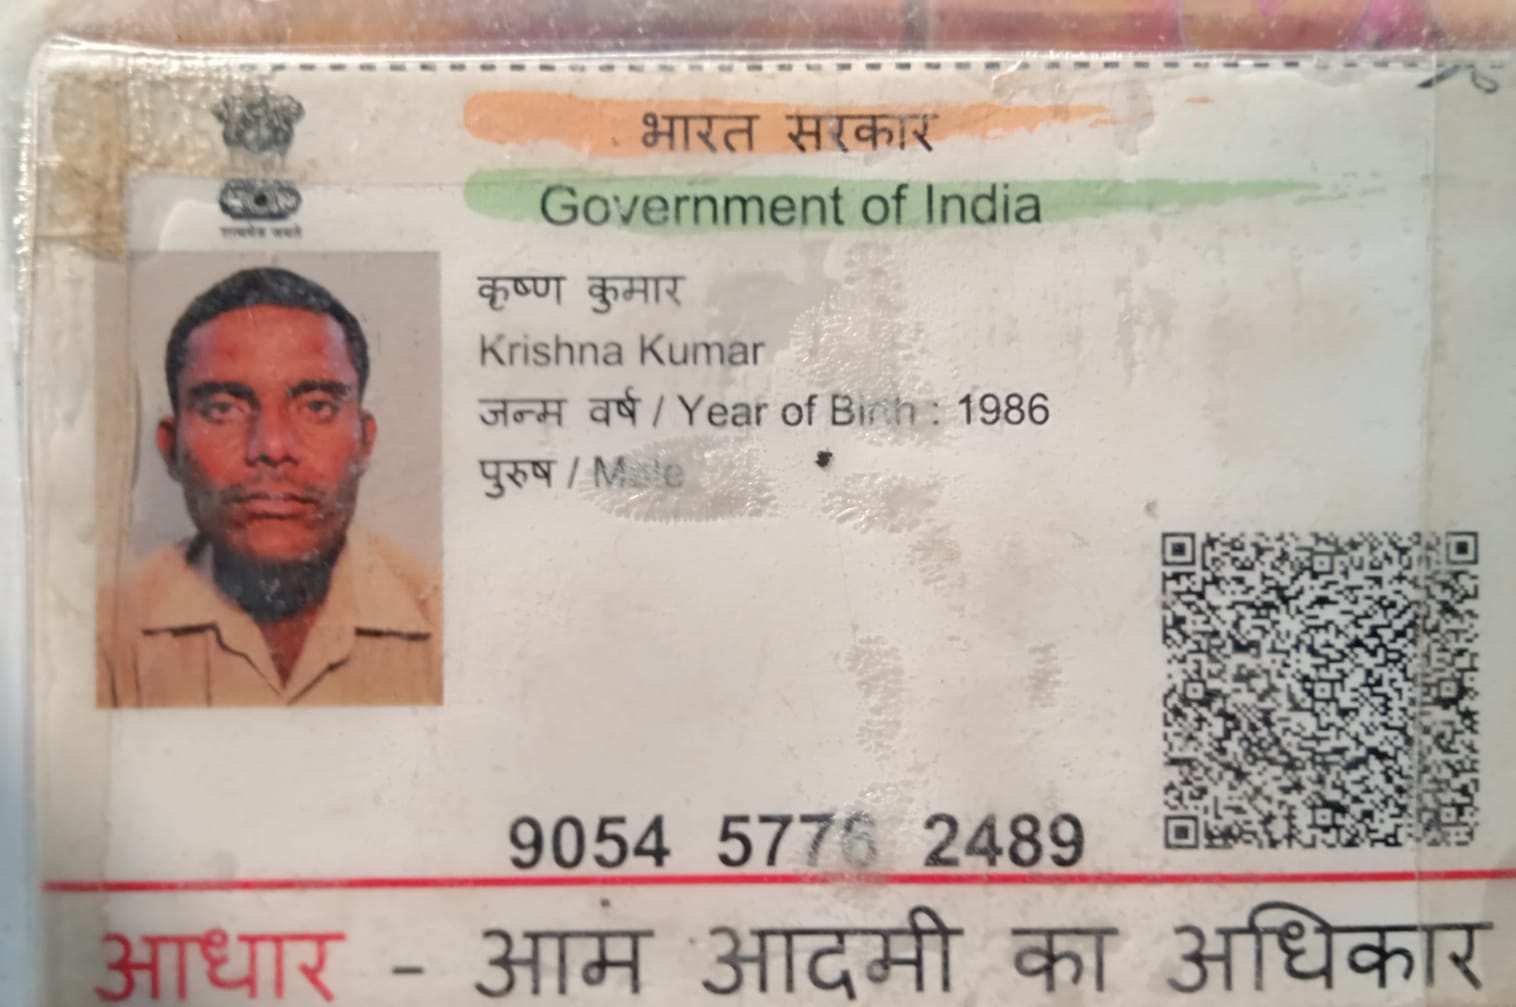 भारत सरकार
Government of India
कृष्ण कुमार
Krishna Kumar
जन्म वर्ष / Year of Birth : 1986
पुरुष / Male
9054 5776 2489
आधार - आम आदमी का अधिकार